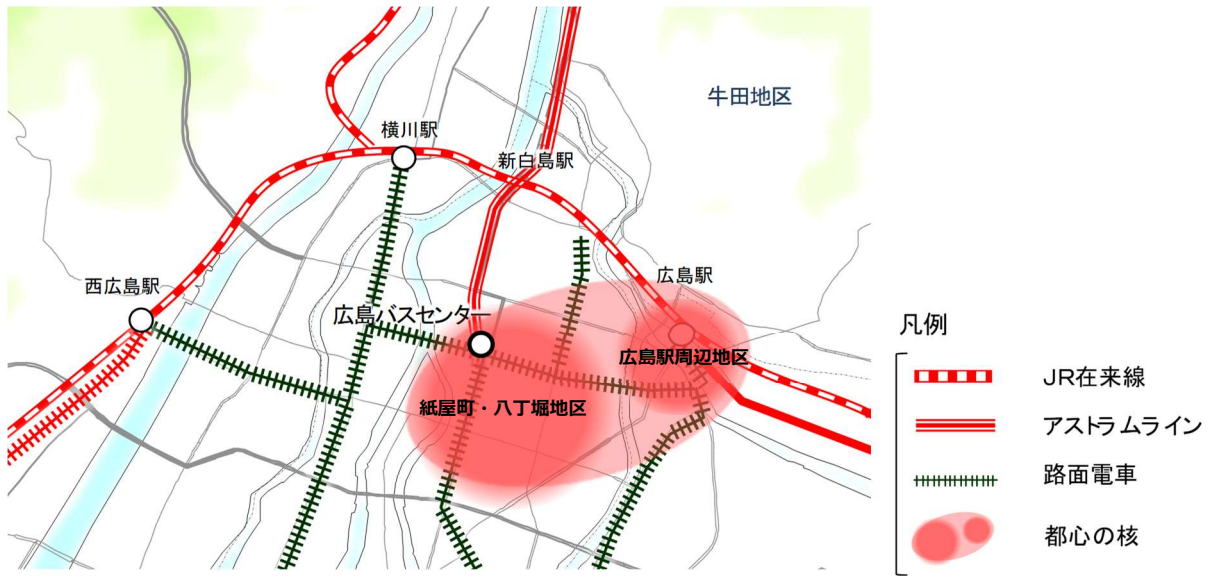 牛田地区
横川駅
新白島駅
西広島駅
広島駅
広島バスセンター
広島駅周辺地区
紙屋町・八丁堀地区
凡例
JR在来線
アストラムライン
路面電車
都心の核